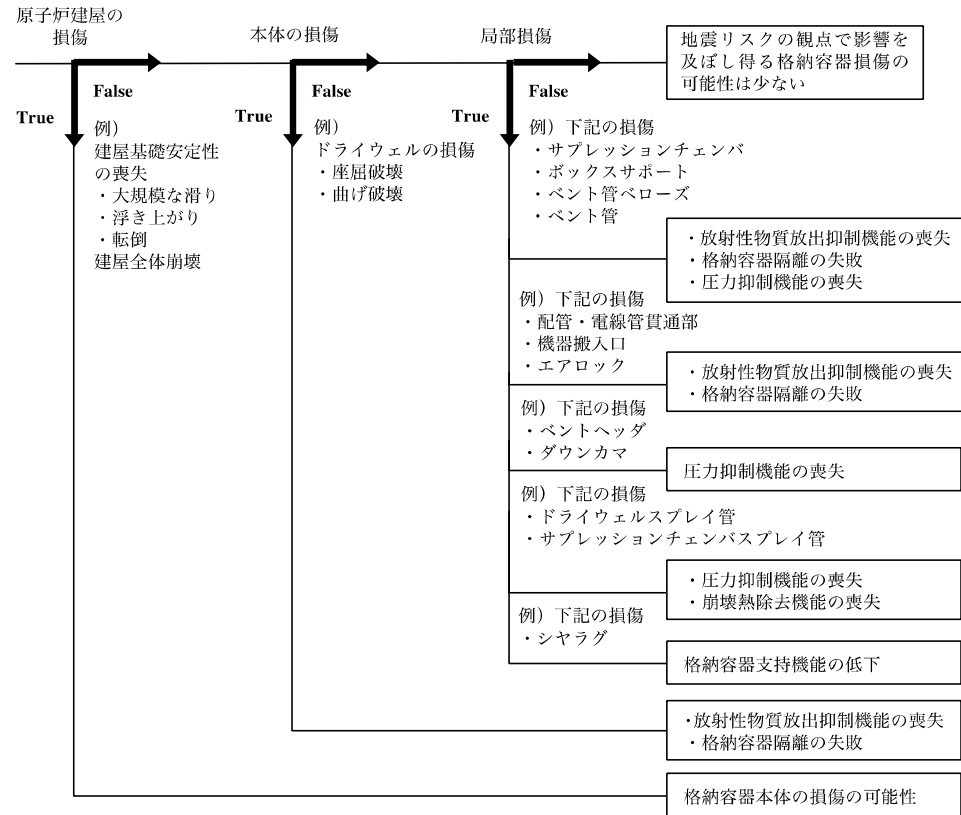 原子炉建屋の
損傷
本体の損傷
局部損傷
地震リスクの観点で影響を
及ぼし得る格納容器損傷の
可能性は少ない
False
True
例）
建屋基礎安定性
の喪失
・大規模な滑り
・浮き上がり
・転倒
建屋全体崩壊
False
True
例）
ドライウェルの損傷
・座屈破壊
・曲げ破壊
False
True
例）下記の損傷
・サプレッションチェンバ
・ボックスサポート
・ベント管ベローズ
・ベント管
・放射性物質放出抑制機能の喪失
・格納容器隔離の失敗
・圧力抑制機能の喪失
例）下記の損傷
・配管・電線管貫通部
・機器搬入口
・エアロック
・放射性物質放出抑制機能の喪失
・格納容器隔離の失敗
例）下記の損傷
・ベントヘッダ
・ダウンカマ
圧力抑制機能の喪失
例）下記の損傷
・ドライウェルスプレイ管
・サプレッションチェンバスプレイ管
・圧力抑制機能の喪失
・崩壊熱除去機能の喪失
例）下記の損傷
・シヤラグ
格納容器支持機能の低下
・放射性物質放出抑制機能の喪失
・格納容器隔離の失敗
格納容器本体の損傷の可能性